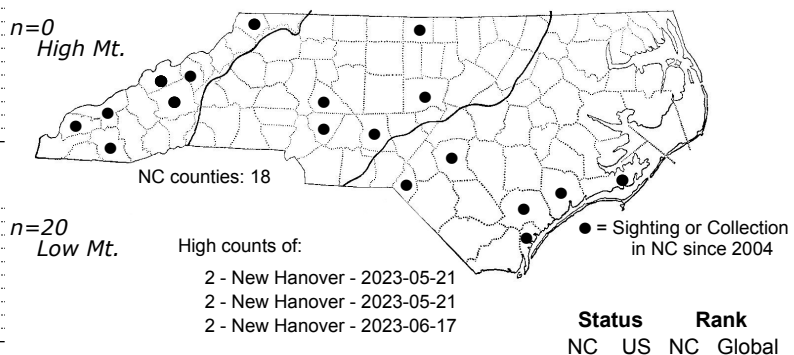 n=0
High Mt.
NC counties: 18
n=20
Low Mt.
● = Sighting or Collection
in NC since 2004
High counts of:
2 - New Hanover - 2023-05-21
2 - New Hanover - 2023-05-21
2 - New Hanover - 2023-06-17
Status Rank
NC US NC Global